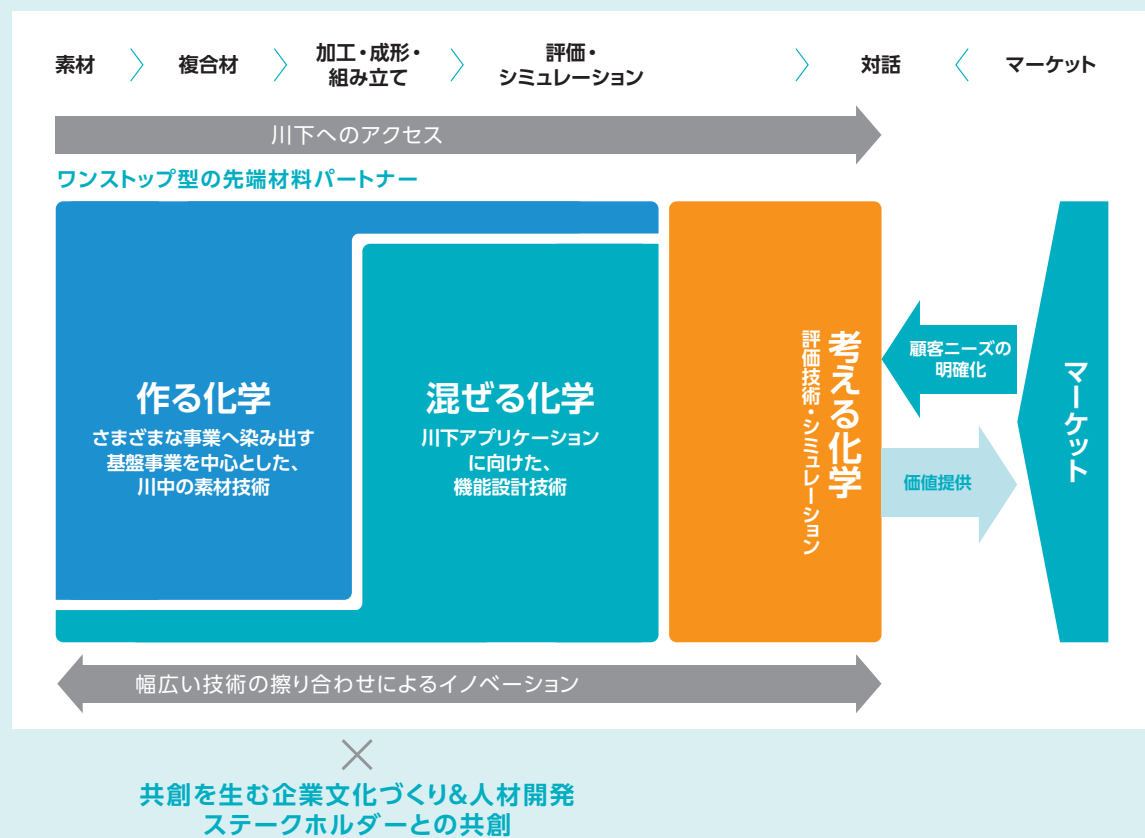 素材
複合材
加工・成形・
組み立て
評価・
シミュレーション
対話
マーケット
川下へのアクセス
ワンストップ型の先端材料パートナー
作る化学
さまざまな事業へ染み出す
基盤事業を中心とした、
川中の素材技術
混ぜる化学
川下アプリケーション
に向けた、
機能設計技術
考える化学
評価技術・シミュレーション
顧客ニーズの
明確化
価値提供
マーケット
幅広い技術の擦り合わせによるイノベーション
共創を生む企業文化づくり&人材開発
ステークホルダーとの共創